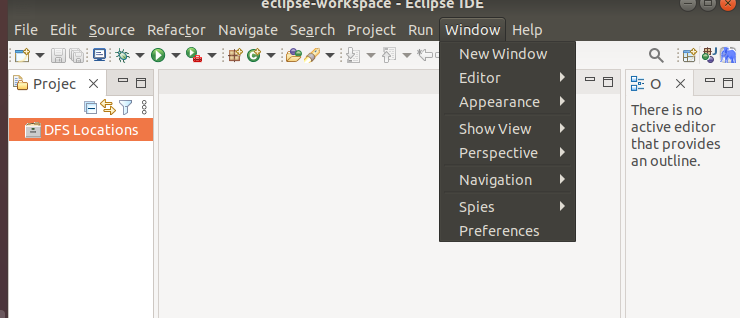 eclipse-workspace - Eclipse IDE
File Edit Source Refactor Navigate Search Project Run Window Help
New Window
Editor
Appearance
Show View
Perspective
Navigation
Spies
Preferences
Projec
DFS Locations
O
There is no
active editor
that provides
an outline.